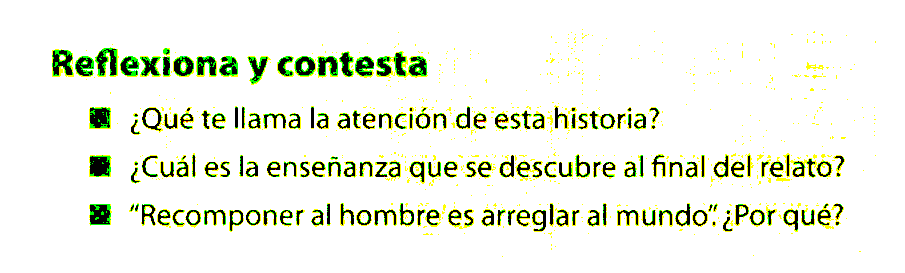 Reflexiona y contesta
¿Qué te llama la atención de esta historia?
¿Cuál es la enseñanza que se descubre al final del relato?
“Recomponer al hombre es arreglar al mundo”. ¿Por qué?